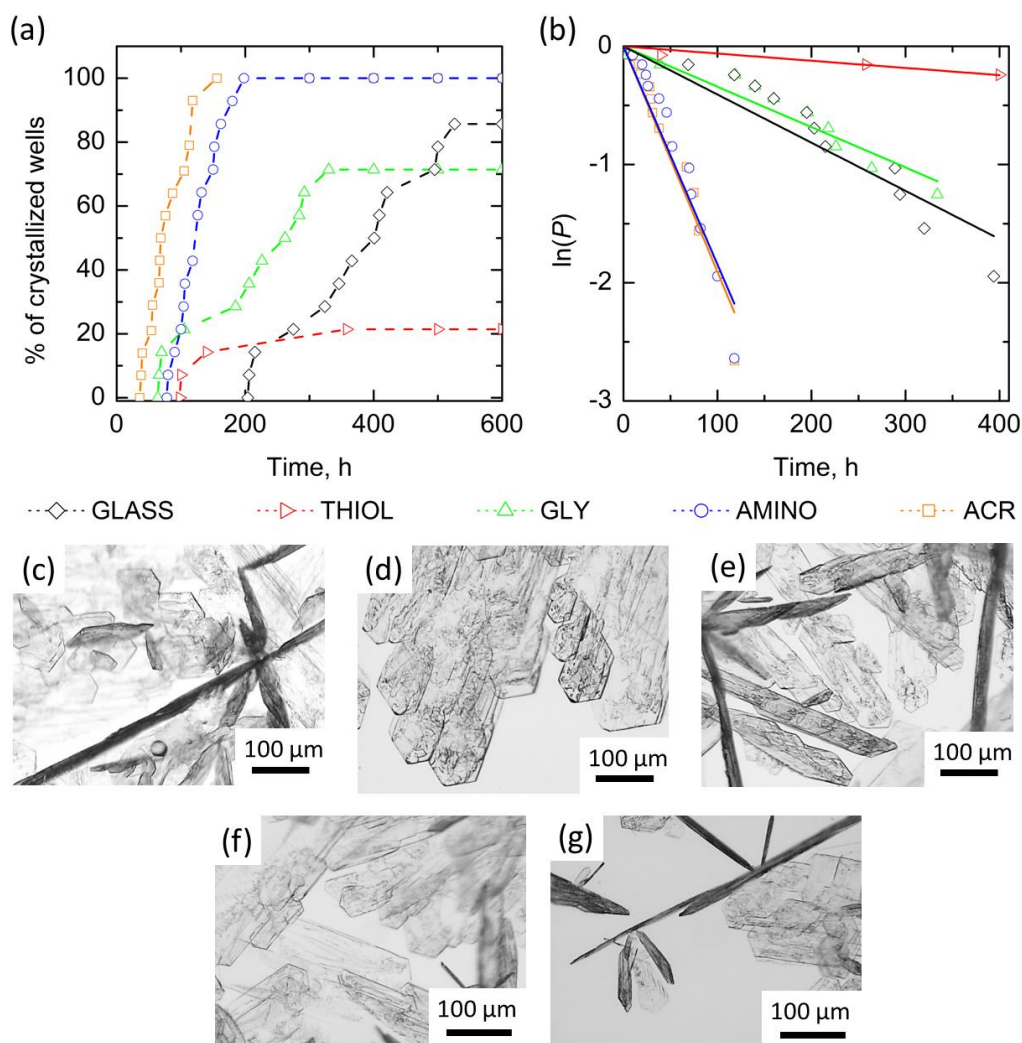 (a)
100
80
60
40
20
0
% of crystallized wells
0 200 400 600
Time, h
(b)
0
-1
-2
-3
ln(P)
0 100 200 300 400
Time, h
GLASS THIOL GLY AMINO ACR
(c)
100 μm
(d)
100 μm
(e)
100 μm
(f)
100 μm
(g)
100 μm